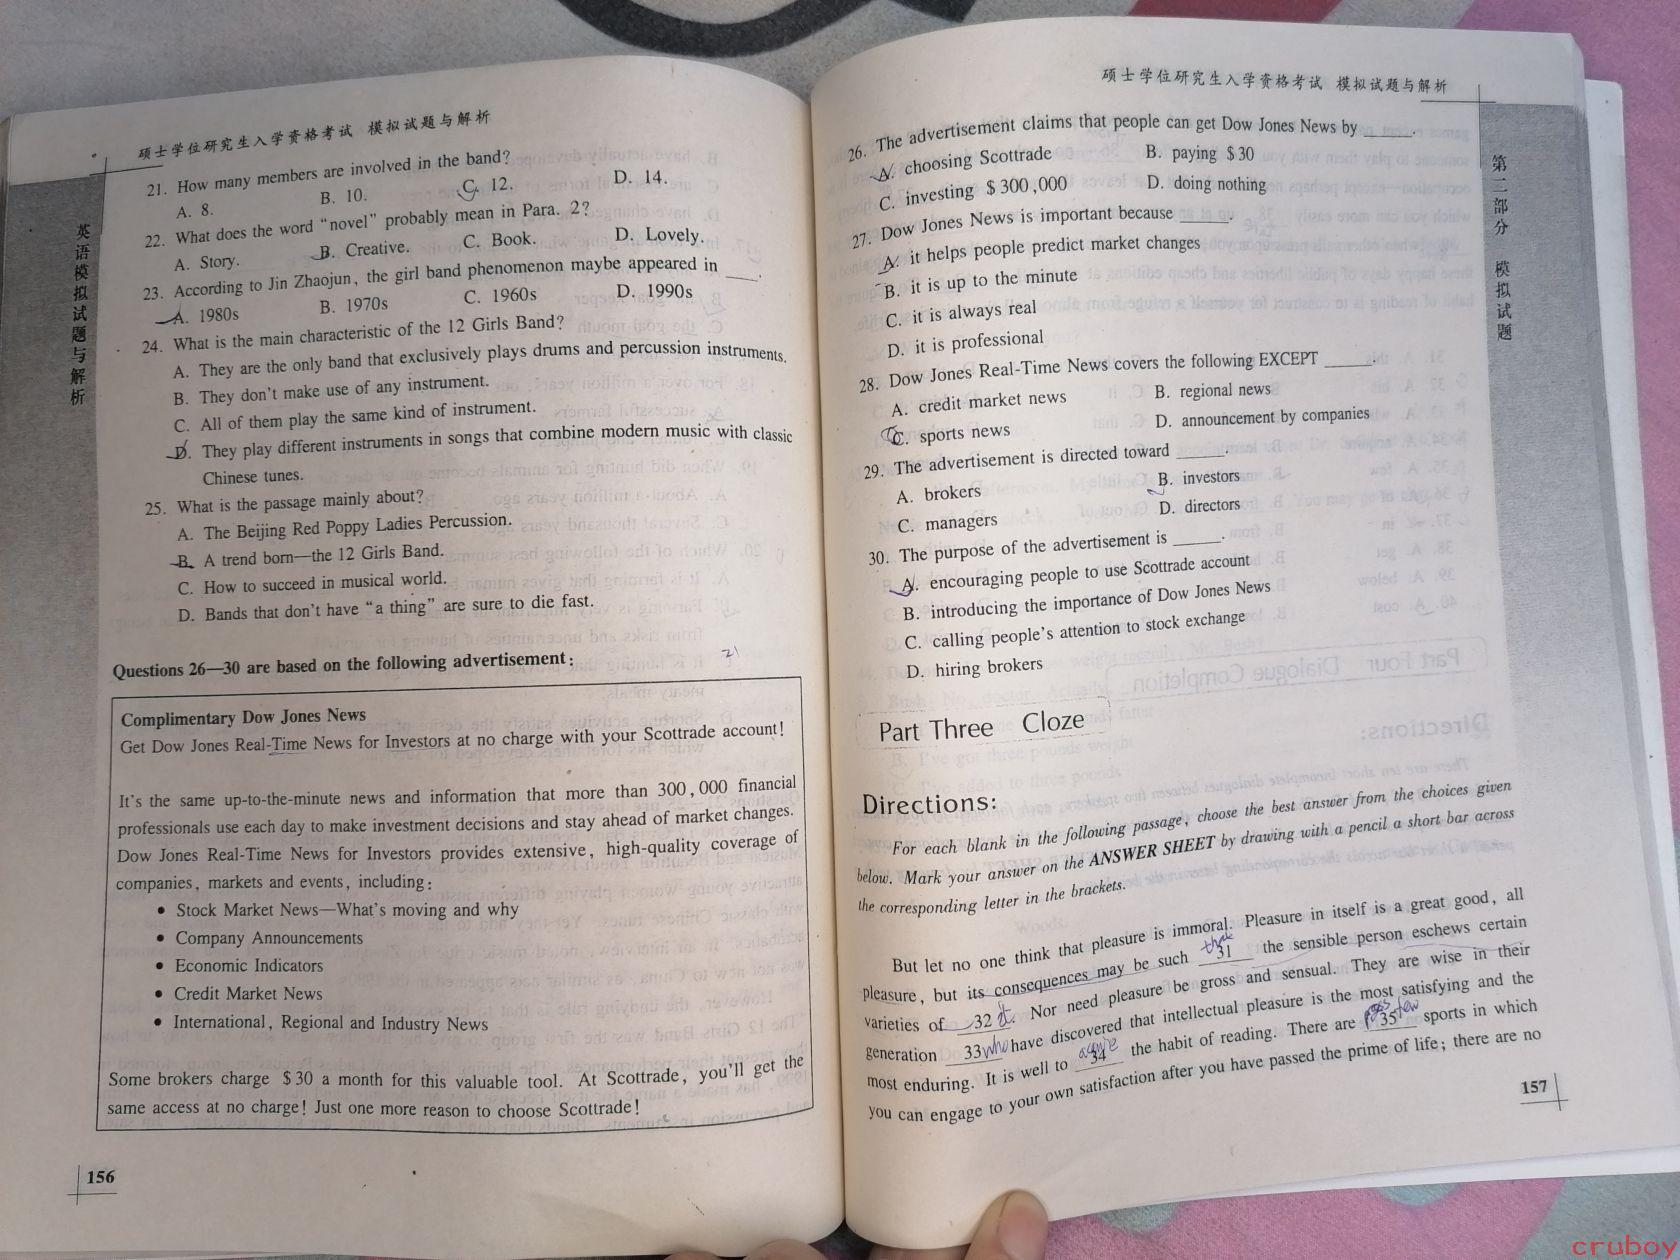 硕士学位研究生入学资格考试 模拟试题与解析
英语模拟试题与解析
21. How many members are involved in the band?
A. 8. B. 10. C. 12. D. 14.
22. What does the word "novel" probably mean in Para. 2?
A. Story. B. Creative. C. Book. D. Lovely.
23. According to Jin Zhaojun, the girl band phenomenon maybe appeared in ____.
A. 1980s B. 1970s C. 1960s D. 1990s
24. What is the main characteristic of the 12 Girls Band?
A. They are the only band that exclusively plays drums and percussion instruments.
B. They don't make use of any instrument.
C. All of them play the same kind of instrument.
D. They play different instruments in songs that combine modern music with classic
Chinese tunes.
25. What is the passage mainly about?
A. The Beijing Red Poppy Ladies Percussion.
B. A trend born—the 12 Girls Band.
C. How to succeed in musical world.
D. Bands that don't have "a thing" are sure to die fast.
Questions 26—30 are based on the following advertisement:
21
Complimentary Dow Jones News
Get Dow Jones Real-Time News for Investors at no charge with your Scottrade account!
It's the same up-to-the-minute news and information that more than 300,000 financial
professionals use each day to make investment decisions and stay ahead of market changes.
Dow Jones Real-Time News for Investors provides extensive, high-quality coverage of
companies, markets and events, including:
• Stock Market News—What's moving and why
• Company Announcements
• Economic Indicators
• Credit Market News
• International, Regional and Industry News
Some brokers charge $30 a month for this valuable tool. At Scottrade, you'll get the
same access at no charge! Just one more reason to choose Scottrade!
156
硕士学位研究生入学资格考试 模拟试题与解析
第二部分 模拟试题
26. The advertisement claims that people can get Dow Jones News by _____.
A. choosing Scottrade B. paying $30
C. investing $300,000 D. doing nothing
27. Dow Jones News is important because _____.
A. it helps people predict market changes
B. it is up to the minute
C. it is always real
D. it is professional
28. Dow Jones Real-Time News covers the following EXCEPT _____.
A. credit market news B. regional news
C. sports news D. announcement by companies
29. The advertisement is directed toward _____.
A. brokers B. investors
C. managers D. directors
30. The purpose of the advertisement is _____.
A. encouraging people to use Scottrade account
B. introducing the importance of Dow Jones News
C. calling people's attention to stock exchange
D. hiring brokers
Part Three Cloze
Directions:
For each blank in the following passage, choose the best answer from the choices given
below. Mark your answer on the ANSWER SHEET by drawing with a pencil a short bar across
the corresponding letter in the brackets.
But let no one think that pleasure is immoral. Pleasure in itself is a great good, all
pleasure, but its consequences may be such 31 that the sensible person eschews certain
varieties of 32 it. Nor need pleasure be gross and sensual. They are wise in their
generation 33 who have discovered that intellectual pleasure is the most satisfying and the
most enduring. It is well to 34 acquire the habit of reading. There are 35 few sports in which
you can engage to your own satisfaction after you have passed the prime of life; there are no
157
cruboy